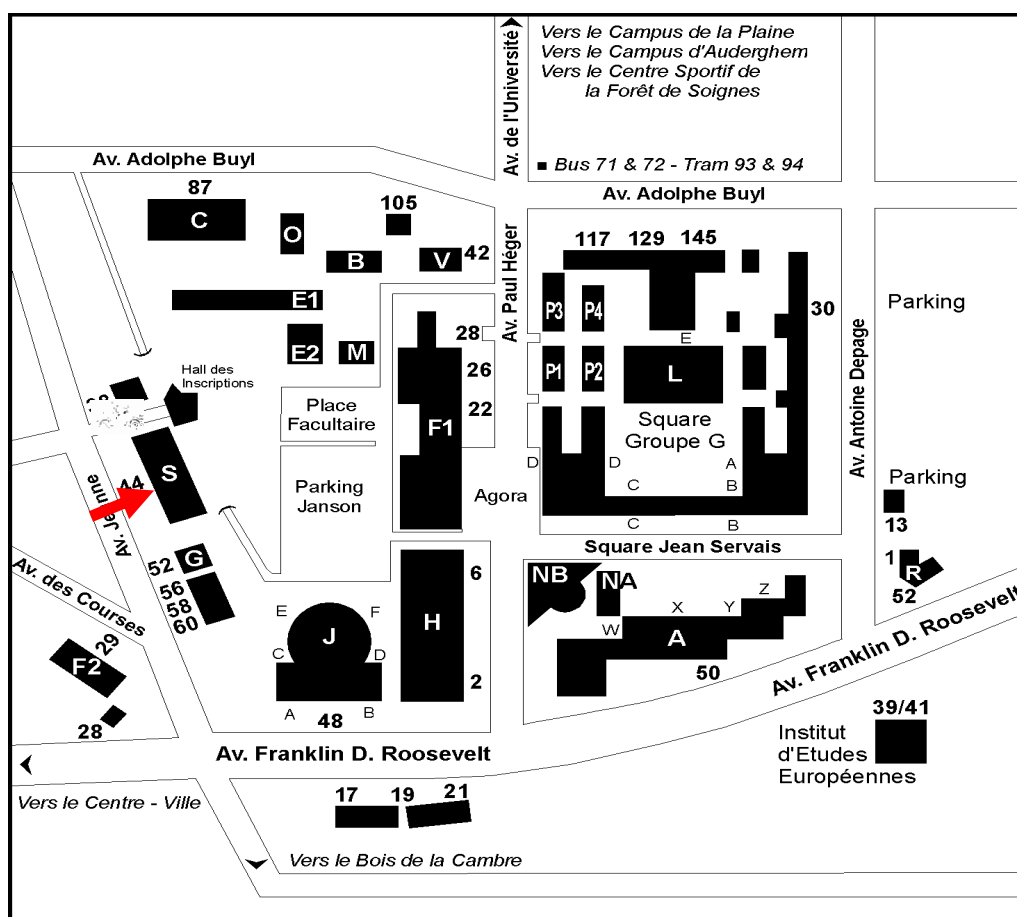 Av. de l'Université
Vers le Campus de la Plaine
Vers le Campus d'Auderghem
Vers le Centre Sportif de
la Forêt de Soignes
Bus 71 & 72 - Tram 93 & 94
Av. Adolphe Buyl
Av. Adolphe Buyl
87
C
O
105
B
V
42
Av. Paul Héger
117
129
145
P3
P4
E
30
Parking
E1
E2
M
28
26
22
P1
P2
L
Hall des
Inscriptions
Place
Facultaire
F1
Square
Groupe G
Av. Antoine Depage
S
44
Av. Jeanne
Parking
Janson
Agora
D
D
A
C
B
C
B
Parking
13
Square Jean Servais
52
G
56
58
60
Av. des Courses
29
F2
28
6
H
2
E
F
J
C
D
A
B
48
NB
NA
Z
X
Y
W
A
50
1
R
52
Av. Franklin D. Roosevelt
Av. Franklin D. Roosevelt
39/41
Institut
d'Etudes
Européennes
Vers le Centre - Ville
17
19
21
Vers le Bois de la Cambre